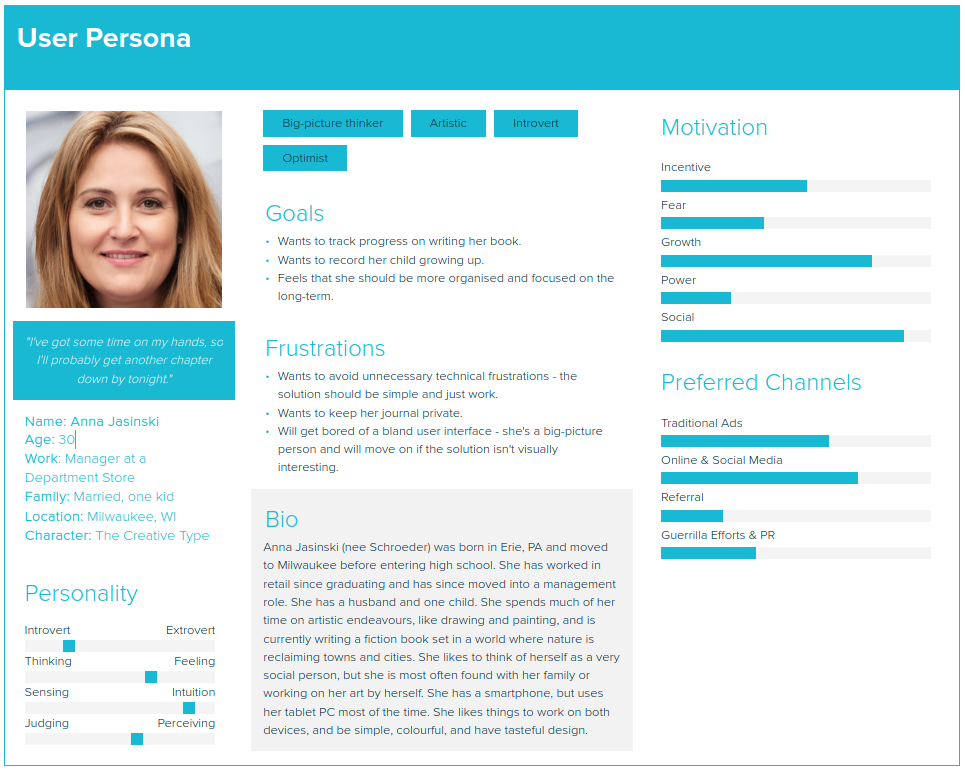 User Persona
"I've got some time on my hands, so
I'll probably get another chapter
down by tonight."
Name: Anna Jasinski
Age: 30
Work: Manager at a
Department Store
Family: Married, one kid
Location: Milwaukee, WI
Character: The Creative Type
Personality
Introvert Extrovert
Thinking Feeling
Sensing Intuition
Judging Perceiving
Big-picture thinker Artistic Introvert
Optimist
Goals
• Wants to track progress on writing her book.
• Wants to record her child growing up.
• Feels that she should be more organised and focused on the
long-term.
Frustrations
• Wants to avoid unnecessary technical frustrations - the
solution should be simple and just work.
• Wants to keep her journal private.
• Will get bored of a bland user interface - she's a big-picture
person and will move on if the solution isn't visually
interesting.
Bio
Anna Jasinski (nee Schroeder) was born in Erie, PA and moved
to Milwaukee before entering high school. She has worked in
retail since graduating and has since moved into a management
role. She has a husband and one child. She spends much of her
time on artistic endeavours, like drawing and painting, and is
currently writing a fiction book set in a world where nature is
reclaiming towns and cities. She likes to think of herself as a very
social person, but she is most often found with her family or
working on her art by herself. She has a smartphone, but uses
her tablet PC most of the time. She likes things to work on both
devices, and be simple, colourful, and have tasteful design.
Motivation
Incentive
Fear
Growth
Power
Social
Preferred Channels
Traditional Ads
Online & Social Media
Referral
Guerrilla Efforts & PR